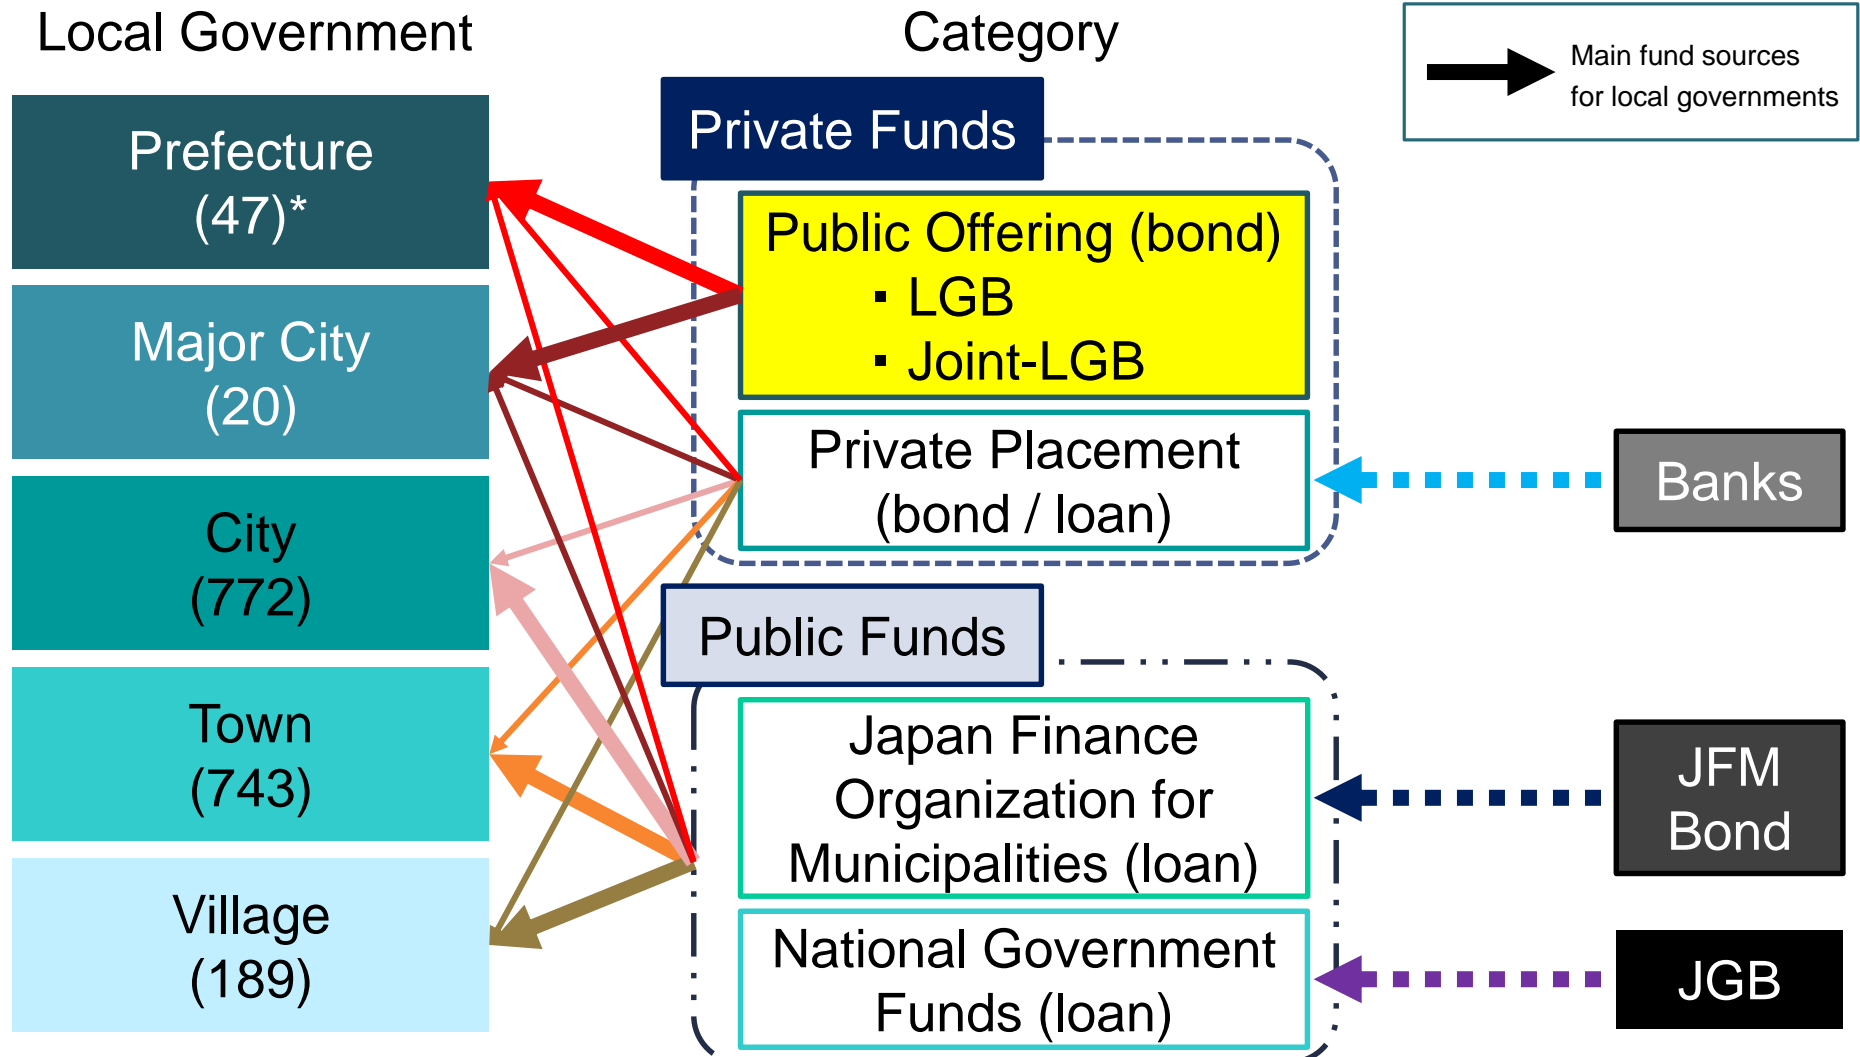 Local Government
Category
Main fund sources
for local governments
Prefecture
(47)*
Major City
(20)
City
(772)
Town
(743)
Village
(189)
Private Funds
Public Offering (bond)
・LGB
・Joint-LGB
Private Placement
(bond / loan)
Banks
Public Funds
Japan Finance
Organization for
Municipalities (loan)
JFM
Bond
National Government
Funds (loan)
JGB